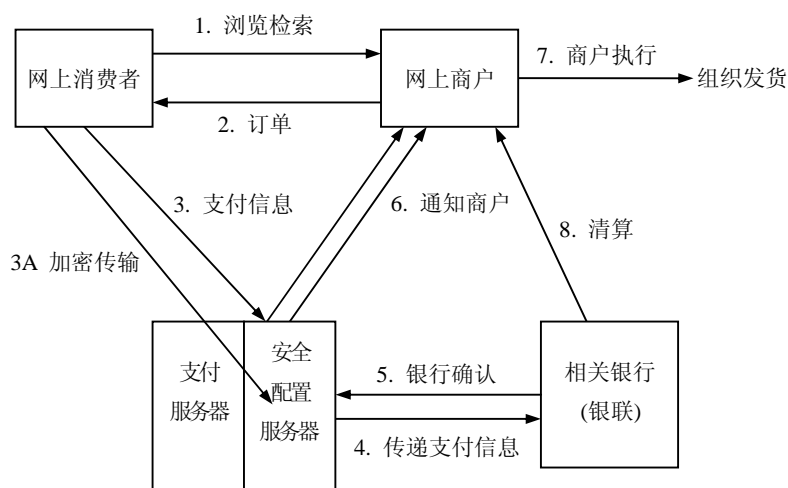 1. 浏览检索
网上消费者
网上商户
7. 商户执行
组织发货
2. 订单
3. 支付信息
6. 通知商户
8. 清算
3A 加密传输
支付
服务器
安全
配置
服务器
5. 银行确认
相关银行
(银联)
4. 传递支付信息